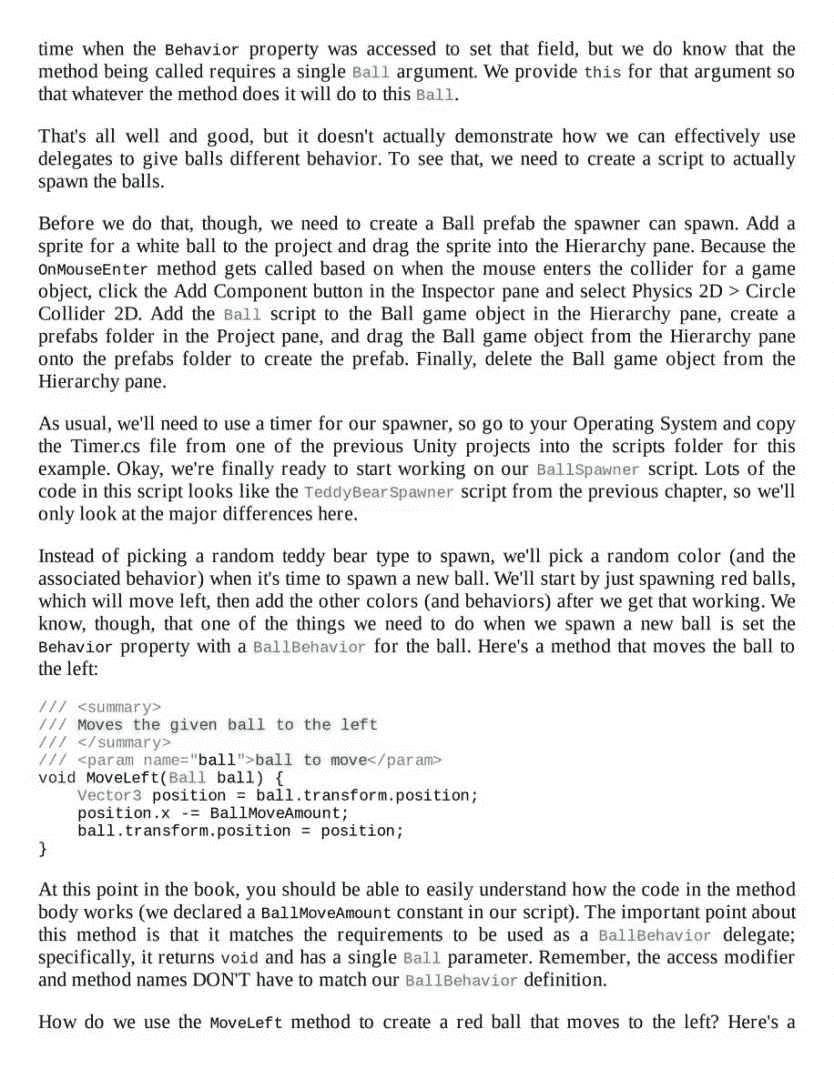 time when the Behavior property was accessed to set that field, but we do know that the
method being called requires a single Ball argument. We provide this for that argument so
that whatever the method does it will do to this Ball.
That's all well and good, but it doesn't actually demonstrate how we can effectively use
delegates to give balls different behavior. To see that, we need to create a script to actually
spawn the balls.
Before we do that, though, we need to create a Ball prefab the spawner can spawn. Add a
sprite for a white ball to the project and drag the sprite into the Hierarchy pane. Because the
OnMouseEnter method gets called based on when the mouse enters the collider for a game
object, click the Add Component button in the Inspector pane and select Physics 2D > Circle
Collider 2D. Add the Ball script to the Ball game object in the Hierarchy pane, create a
prefabs folder in the Project pane, and drag the Ball game object from the Hierarchy pane
onto the prefabs folder to create the prefab. Finally, delete the Ball game object from the
Hierarchy pane.
As usual, we'll need to use a timer for our spawner, so go to your Operating System and copy
the Timer.cs file from one of the previous Unity projects into the scripts folder for this
example. Okay, we're finally ready to start working on our BallSpawner script. Lots of the
code in this script looks like the TeddyBearSpawner script from the previous chapter, so we'll
only look at the major differences here.
Instead of picking a random teddy bear type to spawn, we'll pick a random color (and the
associated behavior) when it's time to spawn a new ball. We'll start by just spawning red balls,
which will move left, then add the other colors (and behaviors) after we get that working. We
know, though, that one of the things we need to do when we spawn a new ball is set the
Behavior property with a BallBehavior for the ball. Here's a method that moves the ball to
the left:
/// <summary>
/// Moves the given ball to the left
/// </summary>
/// <param name="ball">ball to move</param>
void MoveLeft(Ball ball) {
    Vector3 position = ball.transform.position;
    position.x -= BallMoveAmount;
    ball.transform.position = position;
}
At this point in the book, you should be able to easily understand how the code in the method
body works (we declared a BallMoveAmount constant in our script). The important point about
this method is that it matches the requirements to be used as a BallBehavior delegate;
specifically, it returns void and has a single Ball parameter. Remember, the access modifier
and method names DON'T have to match our BallBehavior definition.
How do we use the MoveLeft method to create a red ball that moves to the left? Here's a